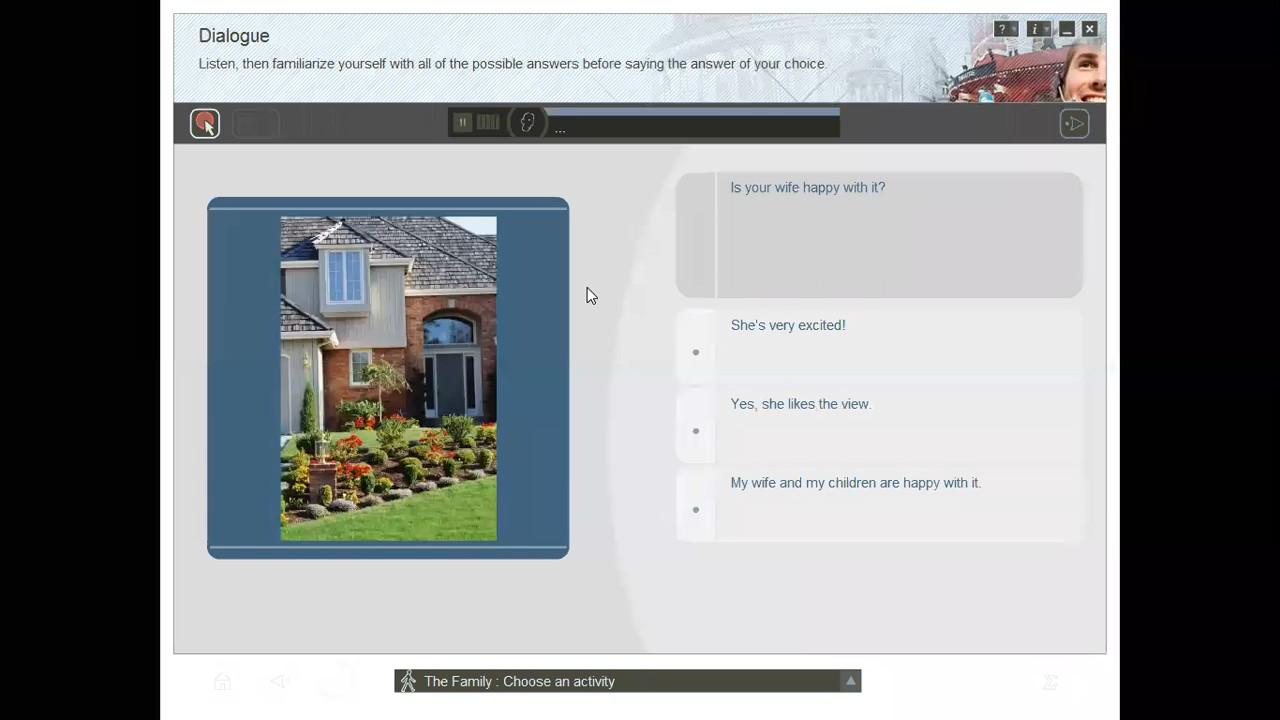 Dialogue
Listen, then familiarize yourself with all of the possible answers before saying the answer of your choice.
...
Is your wife happy with it?
She's very excited!
Yes, she likes the view.
My wife and my children are happy with it.
The Family : Choose an activity